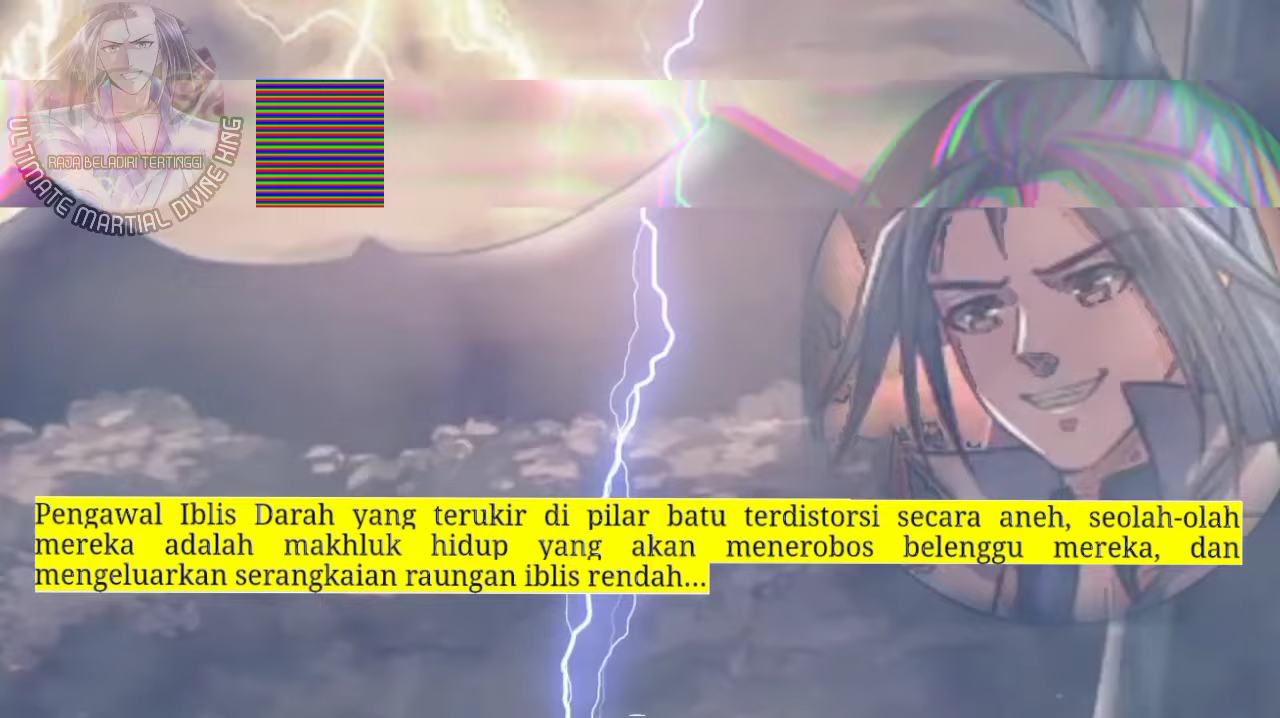 RAJA BELADIRI TERTINGGI
ULTIMATE MARTIAL DIVINE KING
Pengawal Iblis Darah yang terukir di pilar batu terdistorsi secara aneh, seolah-olah
mereka adalah makhluk hidup yang akan menerobos belenggu mereka, dan
mengeluarkan serangkaian raungan iblis rendah...